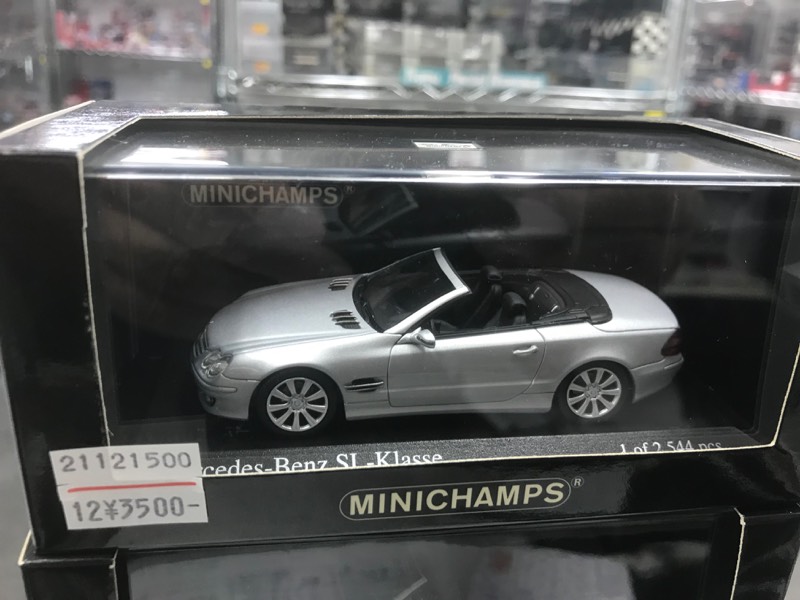 MINICHAMPS®
cedes-Benz SL-Klasse
1 of 2.544 pcs.
21121500
12¥3500-
MINICHAMPS®